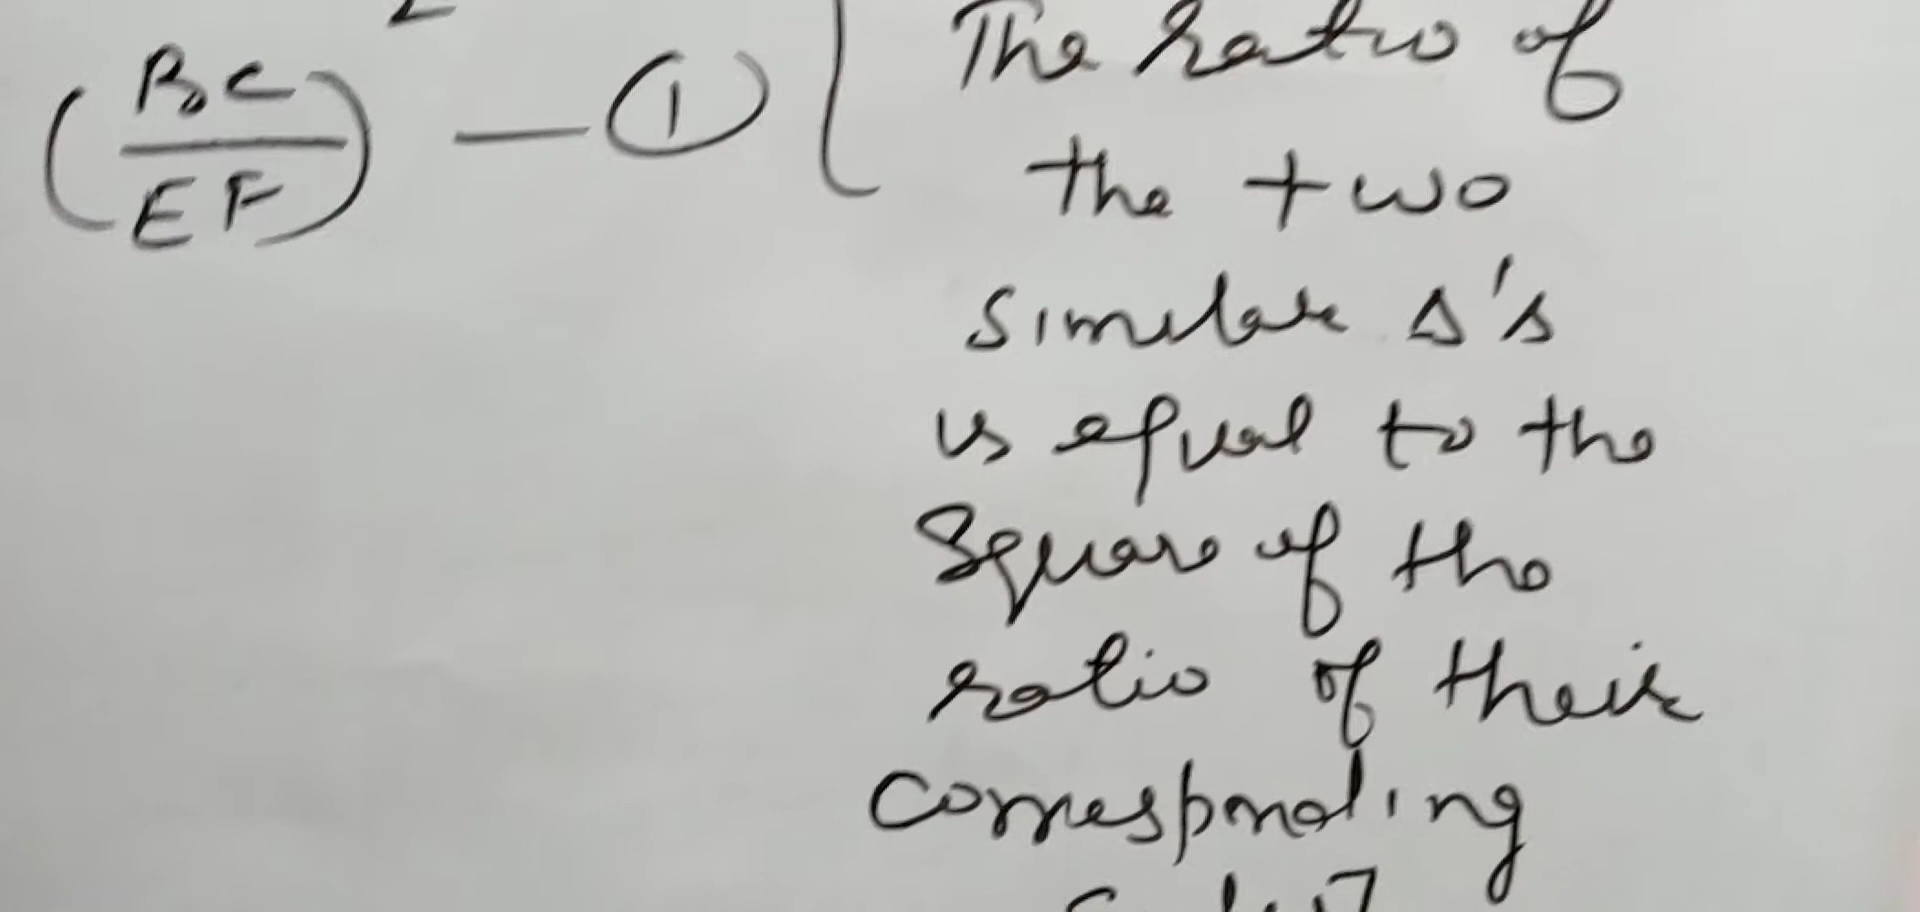 (BC/EF)² — ①
[The ratio of
the two
similar Δ's
is equal to the
Square of the
ratio of their
corresponding